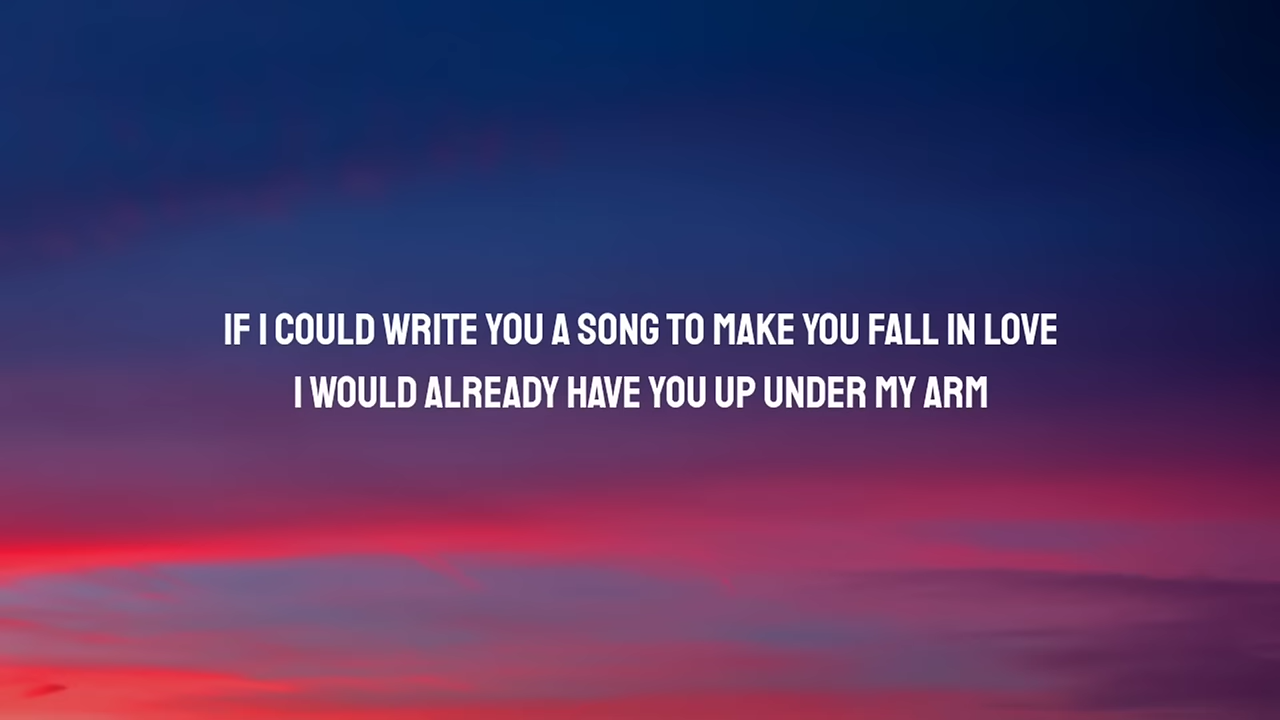 IF I COULD WRITE YOU A SONG TO MAKE YOU FALL IN LOVE
I WOULD ALREADY HAVE YOU UP UNDER MY ARM